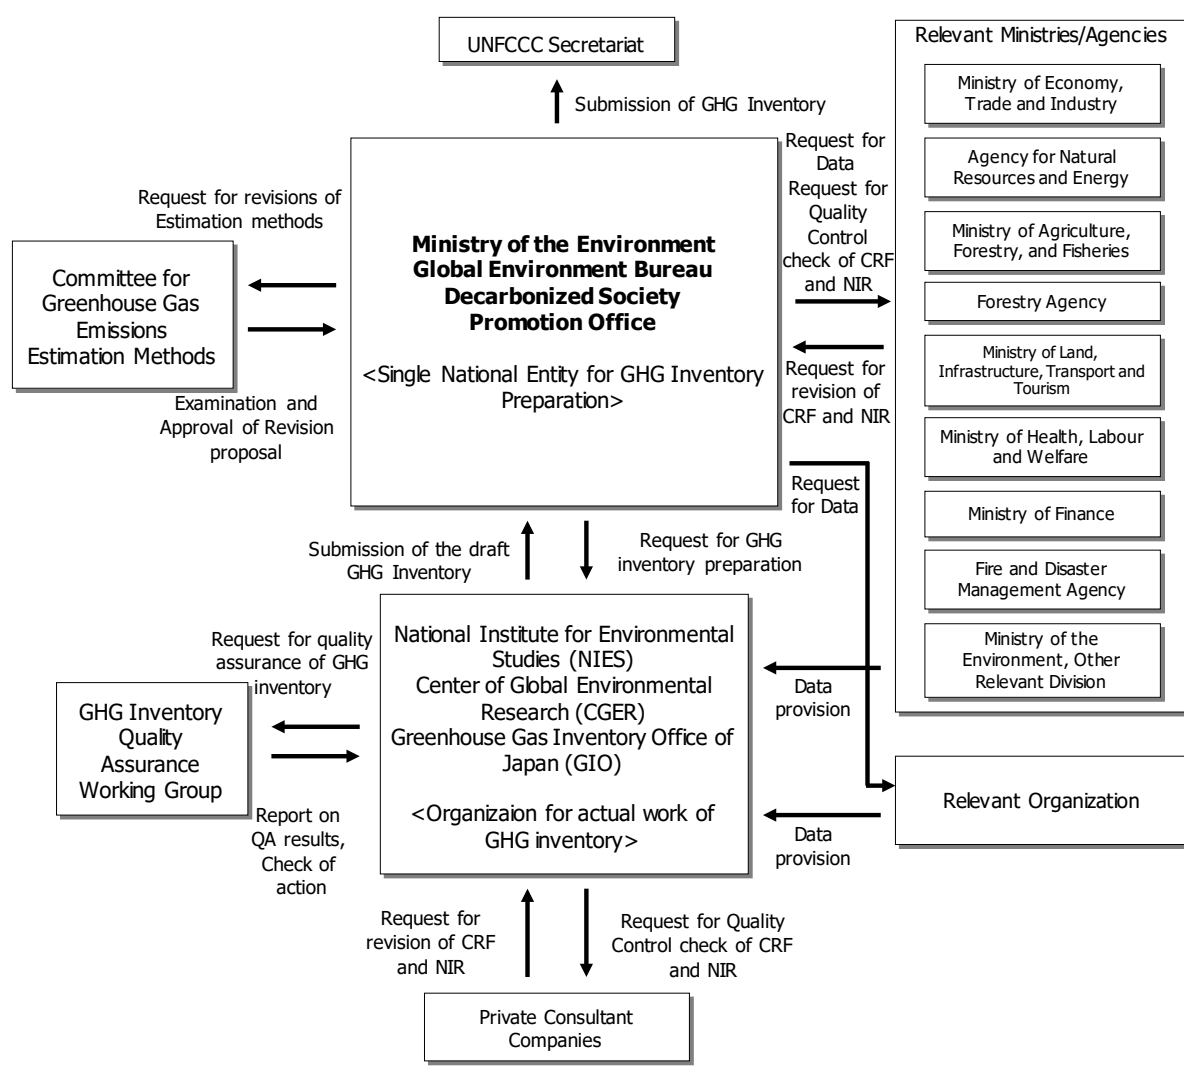 UNFCCC Secretariat
Submission of GHG Inventory
Ministry of the Environment
Global Environment Bureau
Decarbonized Society
Promotion Office
<Single National Entity for GHG Inventory
Preparation>
Request for revisions of
Estimation methods
Committee for
Greenhouse Gas
Emissions
Estimation Methods
Examination and
Approval of Revision
proposal
Request for
Data
Request for
Quality
Control
check of CRF
and NIR
Request for
revision of
CRF and NIR
Request
for Data
Relevant Ministries/Agencies
Ministry of Economy,
Trade and Industry
Agency for Natural
Resources and Energy
Ministry of Agriculture,
Forestry, and Fisheries
Forestry Agency
Ministry of Land,
Infrastructure, Transport and
Tourism
Ministry of Health, Labour
and Welfare
Ministry of Finance
Fire and Disaster
Management Agency
Ministry of the
Environment, Other
Relevant Division
Submission of the draft
GHG Inventory
Request for GHG
inventory preparation
National Institute for Environmental
Studies (NIES)
Center of Global Environmental
Research (CGER)
Greenhouse Gas Inventory Office of
Japan (GIO)
<Organizaion for actual work of
GHG inventory>
Request for quality
assurance of GHG
inventory
GHG Inventory
Quality
Assurance
Working Group
Report on
QA results,
Check of
action
Data
provision
Relevant Organization
Data
provision
Request for
revision of CRF
and NIR
Request for Quality
Control check of CRF
and NIR
Private Consultant
Companies